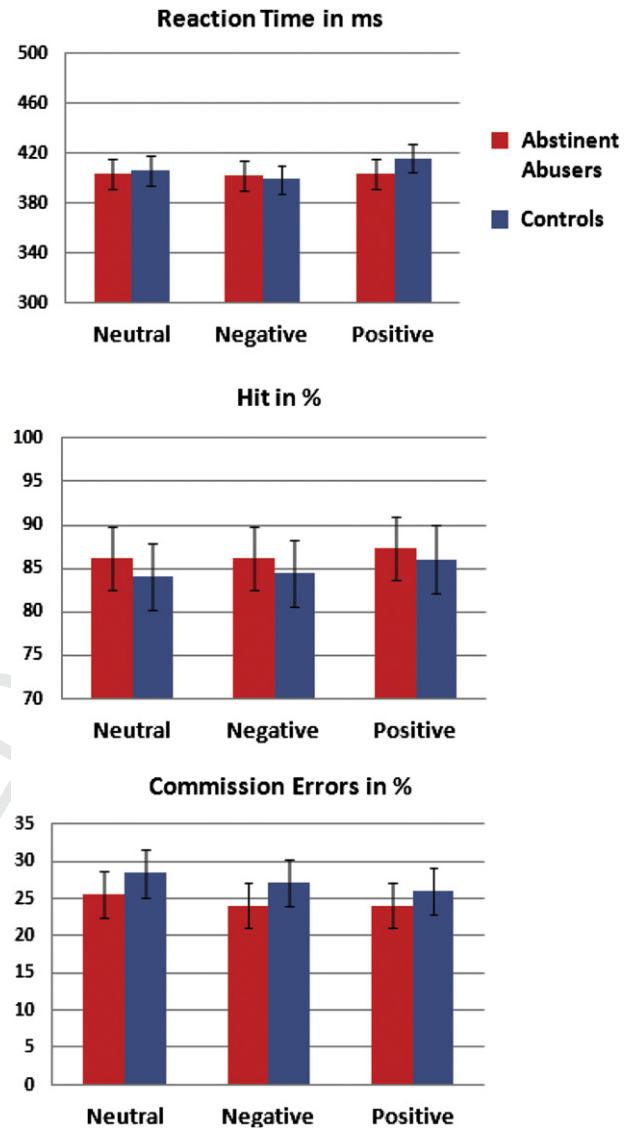 Reaction Time in ms
500
460
420
380
340
300
Neutral Negative Positive
Abstinent
Abusers
Controls
Hit in %
100
95
90
85
80
75
70
Neutral Negative Positive
Commission Errors in %
35
30
25
20
15
10
5
0
Neutral Negative Positive